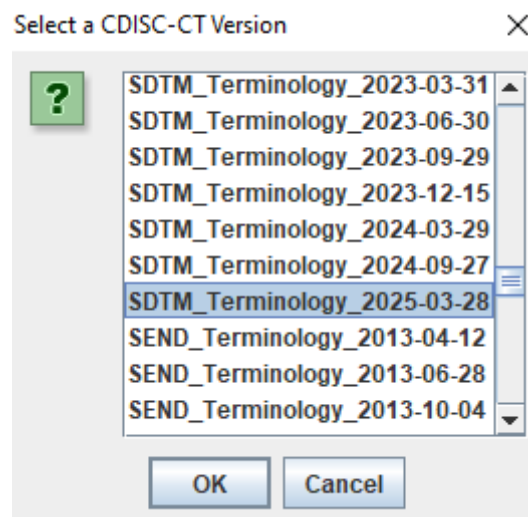 Select a CDISC-CT Version
?
SDTM_Terminology_2023-03-31
SDTM_Terminology_2023-06-30
SDTM_Terminology_2023-09-29
SDTM_Terminology_2023-12-15
SDTM_Terminology_2024-03-29
SDTM_Terminology_2024-09-27
SDTM_Terminology_2025-03-28
SEND_Terminology_2013-04-12
SEND_Terminology_2013-06-28
SEND_Terminology_2013-10-04
OK Cancel